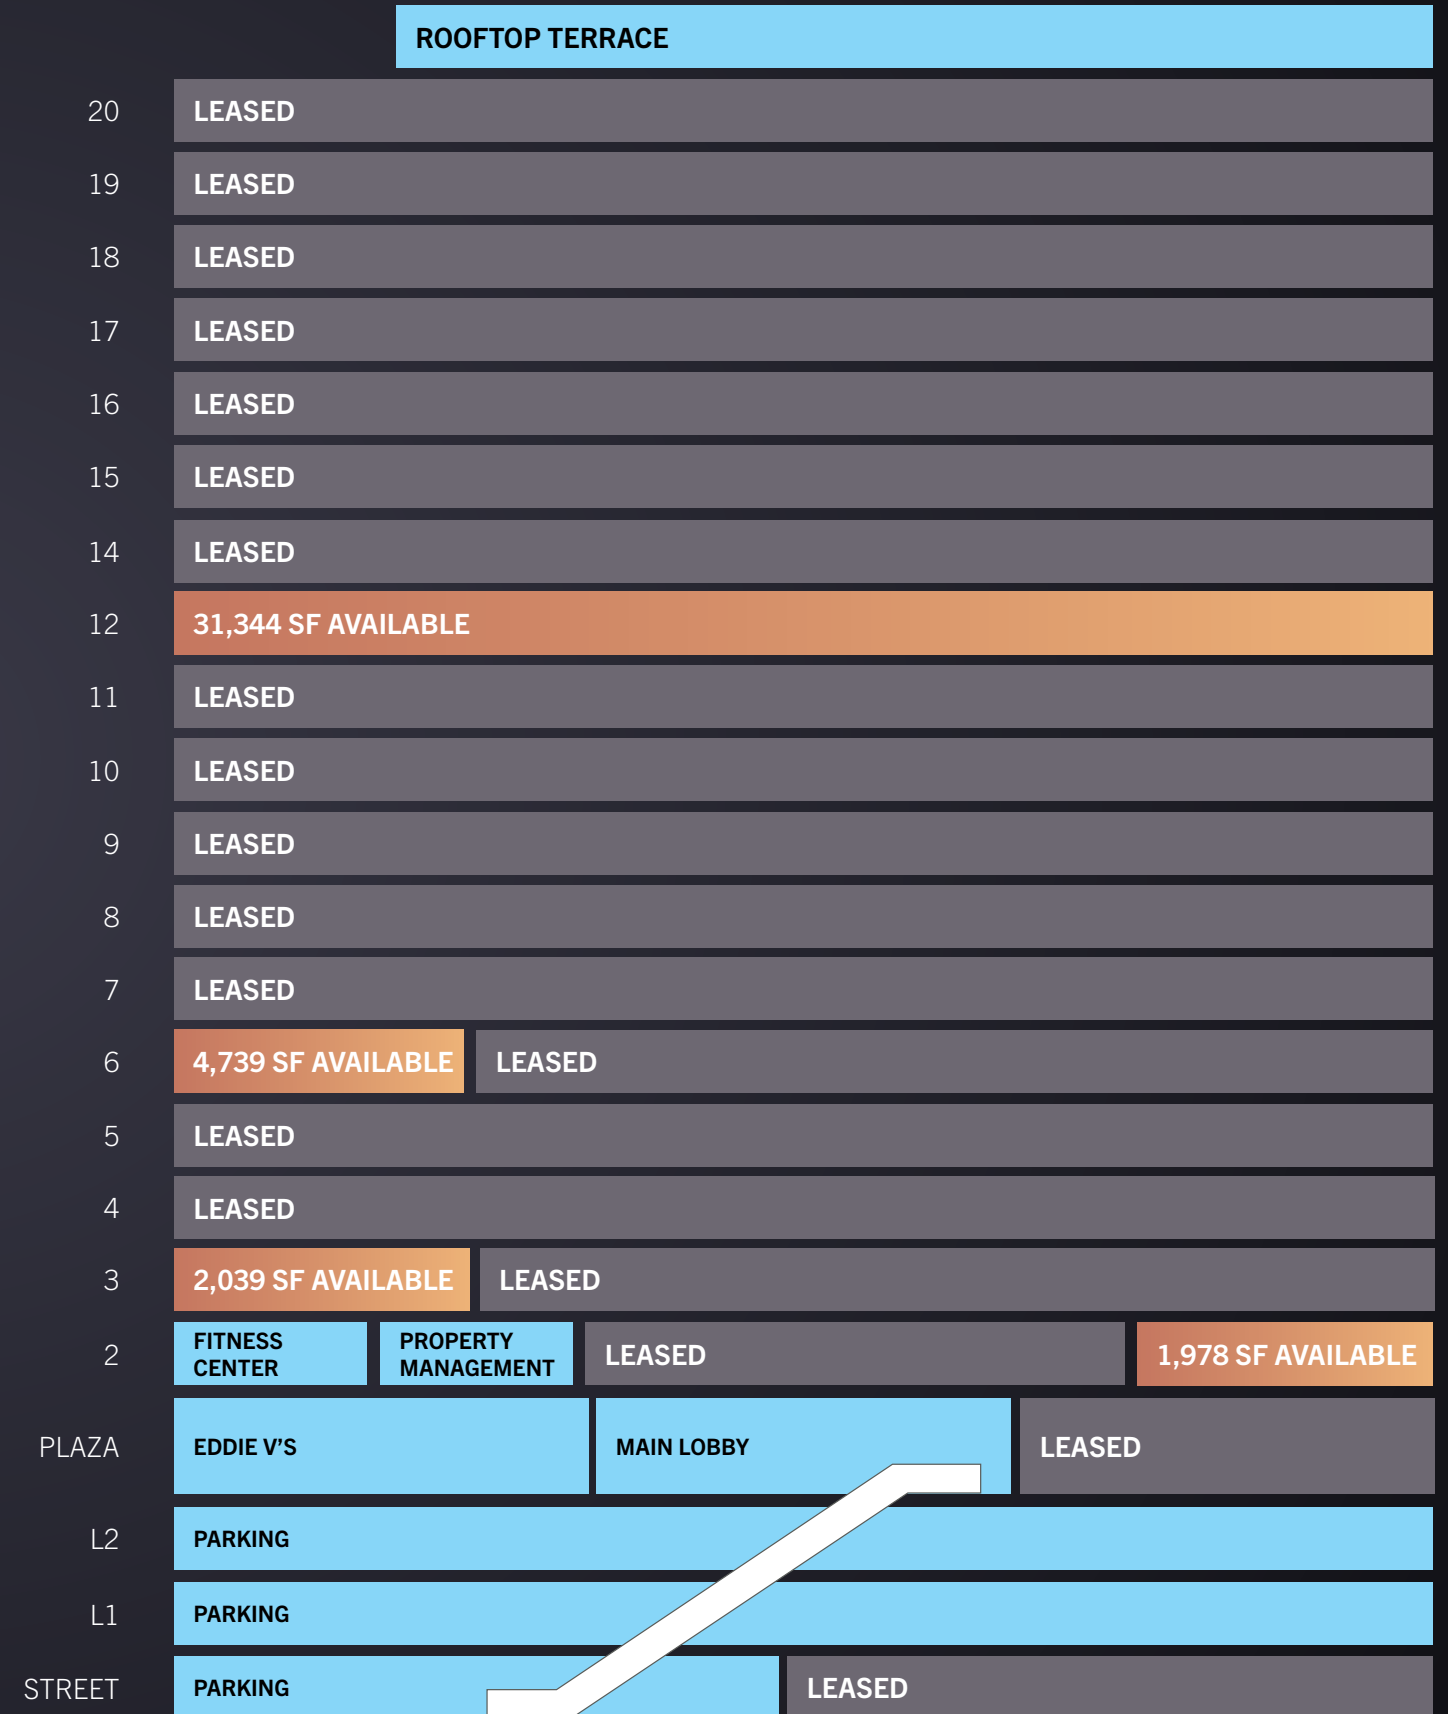 ROOFTOP TERRACE
20 LEASED
19 LEASED
18 LEASED
17 LEASED
16 LEASED
15 LEASED
14 LEASED
12 31,344 SF AVAILABLE
11 LEASED
10 LEASED
9 LEASED
8 LEASED
7 LEASED
6 4,739 SF AVAILABLE LEASED
5 LEASED
4 LEASED
3 2,039 SF AVAILABLE LEASED
2 FITNESS CENTER PROPERTY MANAGEMENT LEASED 1,978 SF AVAILABLE
PLAZA EDDIE V'S MAIN LOBBY LEASED
L2 PARKING
L1 PARKING
STREET PARKING LEASED